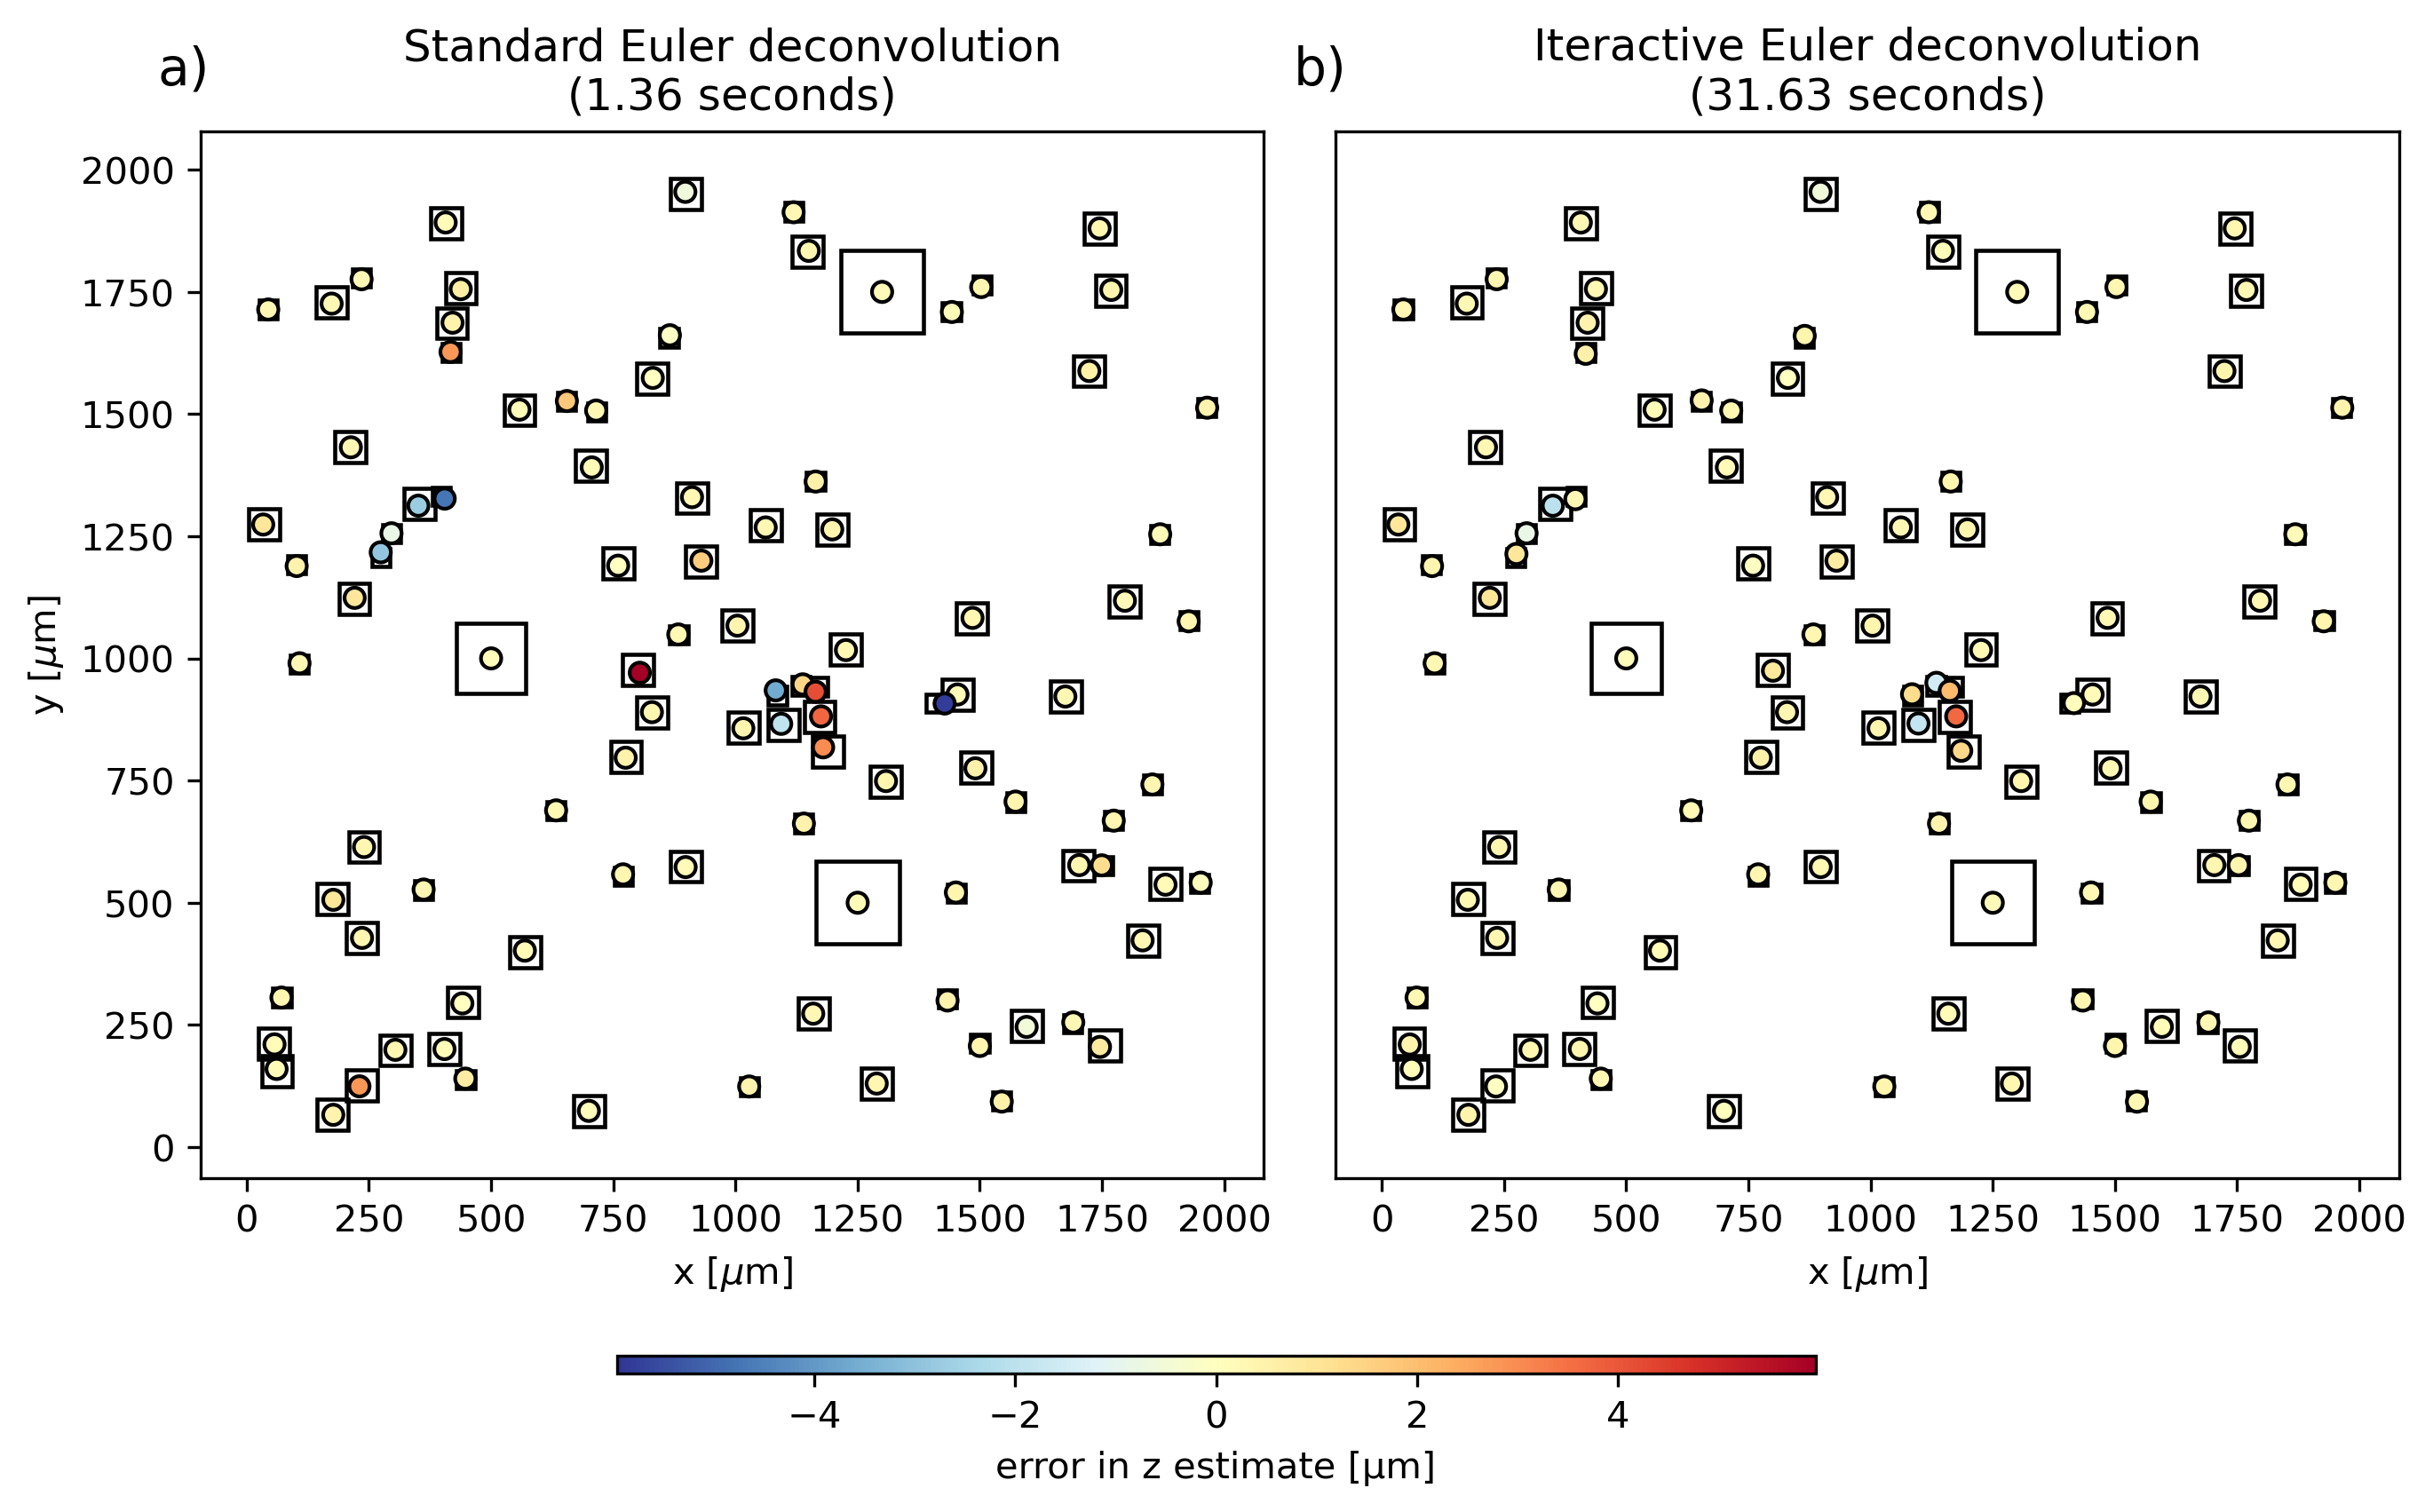 a)
Standard Euler deconvolution
(1.36 seconds)
b)
Iteractive Euler deconvolution
(31.63 seconds)
2000
1750
1500
1250
1000
750
500
250
0
y [μm]
0 250 500 750 1000 1250 1500 1750 2000
x [μm]
0 250 500 750 1000 1250 1500 1750 2000
x [μm]
−4 −2 0 2 4
error in z estimate [µm]